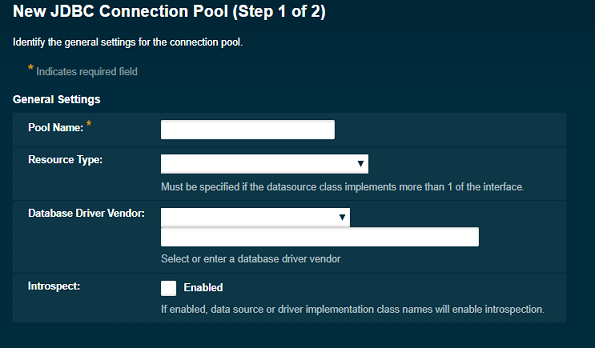 New JDBC Connection Pool (Step 1 of 2)
Identify the general settings for the connection pool.
* Indicates required field
General Settings
Pool Name: *
Resource Type:
Must be specified if the datasource class implements more than 1 of the interface.
Database Driver Vendor:
Select or enter a database driver vendor
Introspect: Enabled
If enabled, data source or driver implementation class names will enable introspection.